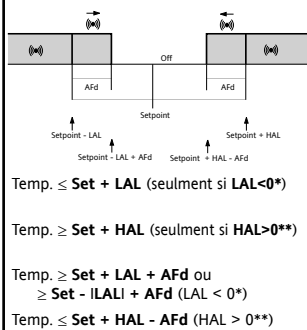 Off
AFd
AFd
Setpoint
Setpoint - LAL
Setpoint + HAL
Setpoint - LAL + AFd
Setpoint + HAL - AFd
Temp. ≤ Set + LAL (seulment si LAL<0*)
Temp. ≥ Set + HAL (seulment si HAL>0**)
Temp. ≥ Set + LAL + AFd ou
≥ Set - ILALI + AFd (LAL < 0*)
Temp. ≤ Set + HAL - AFd (HAL > 0**)